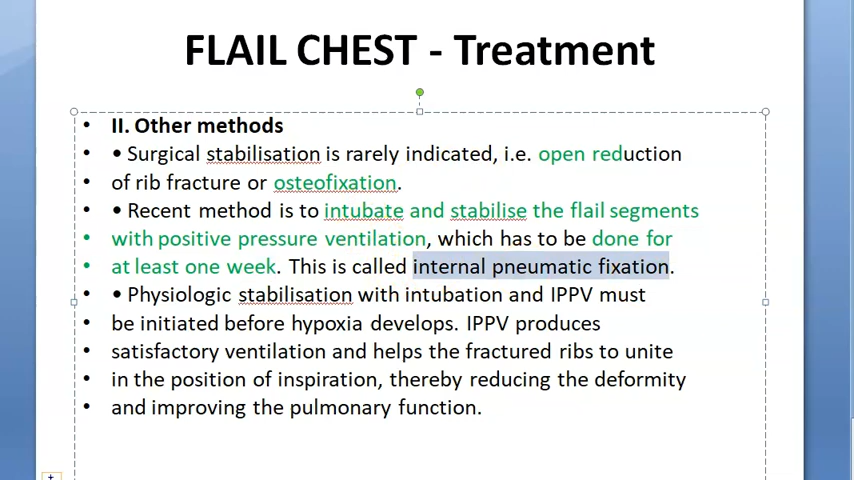 FLAIL CHEST - Treatment
• II. Other methods
• • Surgical stabilisation is rarely indicated, i.e. open reduction
• of rib fracture or osteofixation.
• • Recent method is to intubate and stabilise the flail segments
• with positive pressure ventilation, which has to be done for
• at least one week. This is called internal pneumatic fixation.
• • Physiologic stabilisation with intubation and IPPV must
• be initiated before hypoxia develops. IPPV produces
• satisfactory ventilation and helps the fractured ribs to unite
• in the position of inspiration, thereby reducing the deformity
• and improving the pulmonary function.